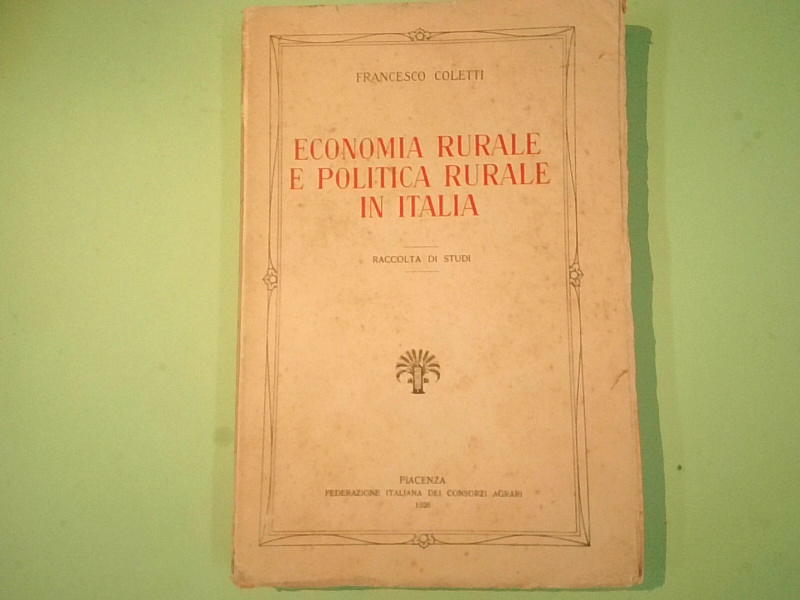 FRANCESCO COLETTI
ECONOMIA RURALE
E POLITICA RURALE
IN ITALIA
RACCOLTA DI STUDI
PIACENZA
FEDERAZIONE ITALIANA DEI CONSORZI AGRARI